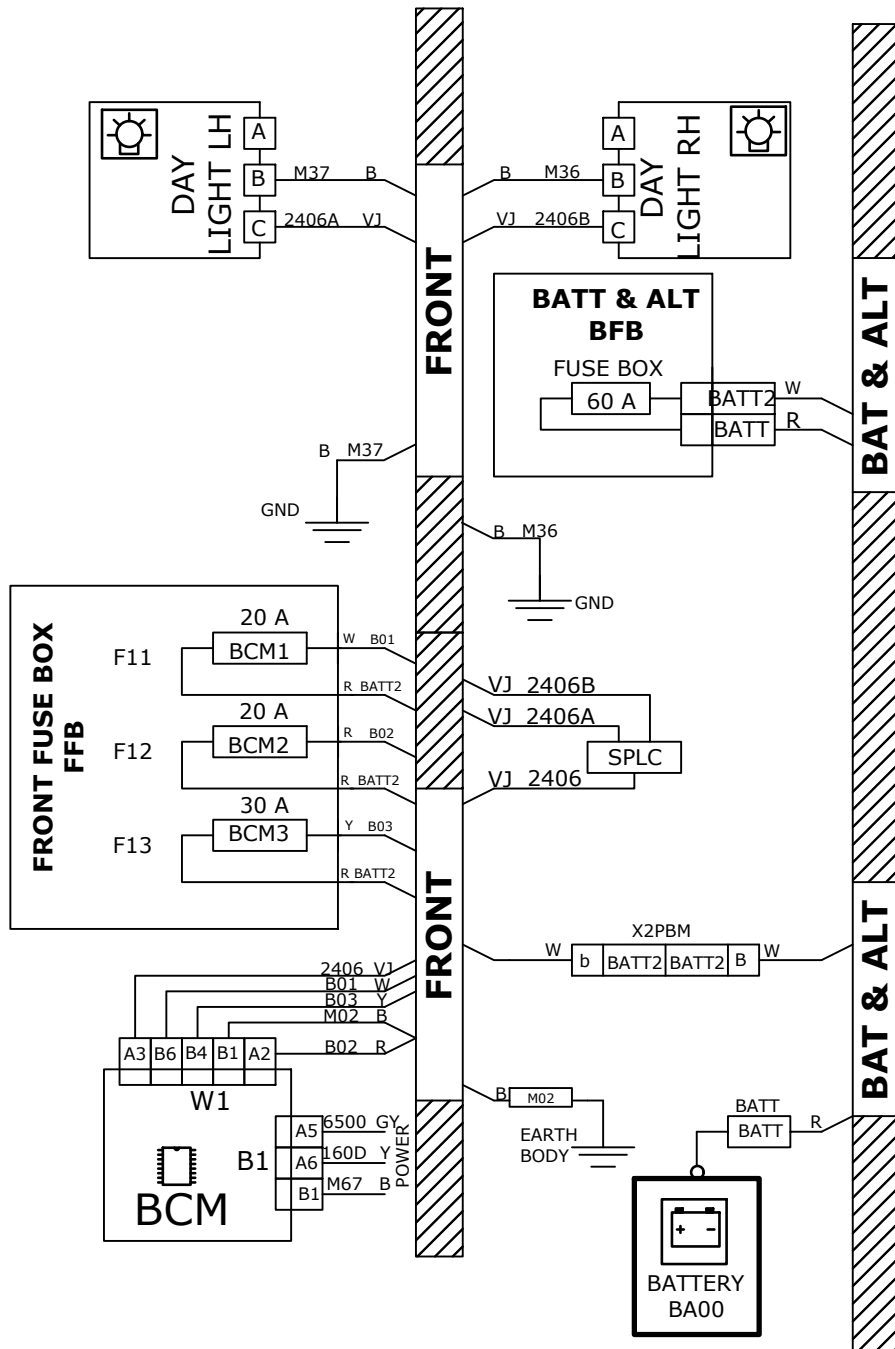 DAY
LIGHT LH
A
B
C
M37 B
2406A VJ
FRONT
B M36
VJ 2406B
A
B
C
DAY
LIGHT RH
BATT & ALT
BFB
FUSE BOX
60 A
BATT2
BATT
W
R
BAT & ALT
B M37
GND
B M36
GND
FRONT FUSE BOX
FFB
F11
20 A
BCM1
W B01
R BATT2
F12
20 A
BCM2
R B02
R BATT2
F13
30 A
BCM3
Y B03
R BATT2
VJ 2406B
VJ 2406A
SPLC
VJ 2406
FRONT
X2PBM
W
b
BATT2
BATT2
B
W
BAT & ALT
2406 VJ
B01 W
B03 Y
M02 B
B02 R
A3
B6
B4
B1
A2
W1
B1
A5
A6
B1
6500 GY
160D Y
M67 B
POWER
BCM
B
M02
EARTH
BODY
BATT
BATT
R
+ -
BATTERY
BA00